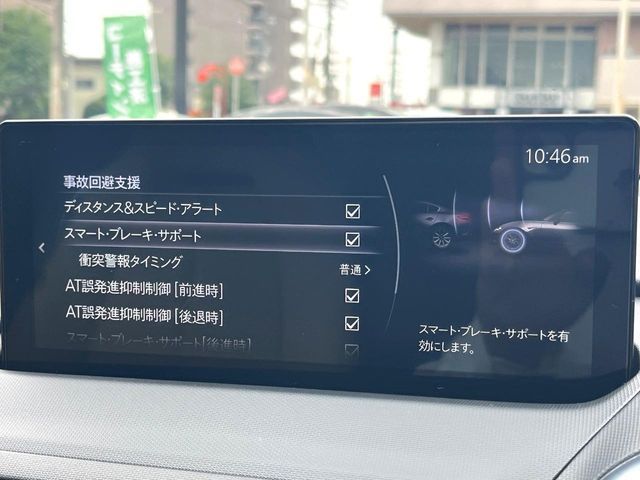 コーディン
10:46am
事故回避支援
ディスタンス&スピード・アラート
スマート・ブレーキ・サポート
衝突警報タイミング
普通
AT誤発進抑制制御 [前進時]
AT誤発進抑制制御 [後退時]
スマート・ブレーキ・サポート[後進時]
スマート・ブレーキ・サポートを有
効にします。